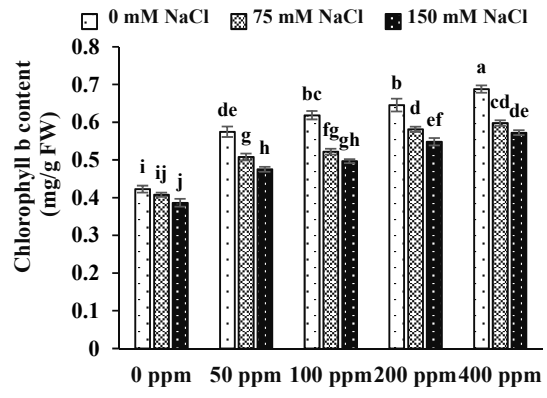 0 mM NaCl 75 mM NaCl 150 mM NaCl
Chlorophyll b content
(mg/g FW)
0.8
0.7
0.6
0.5
0.4
0.3
0.2
0.1
0
i ij j
de g h
bc fg gh
b d ef
a cd de
0 ppm 50 ppm 100 ppm 200 ppm 400 ppm